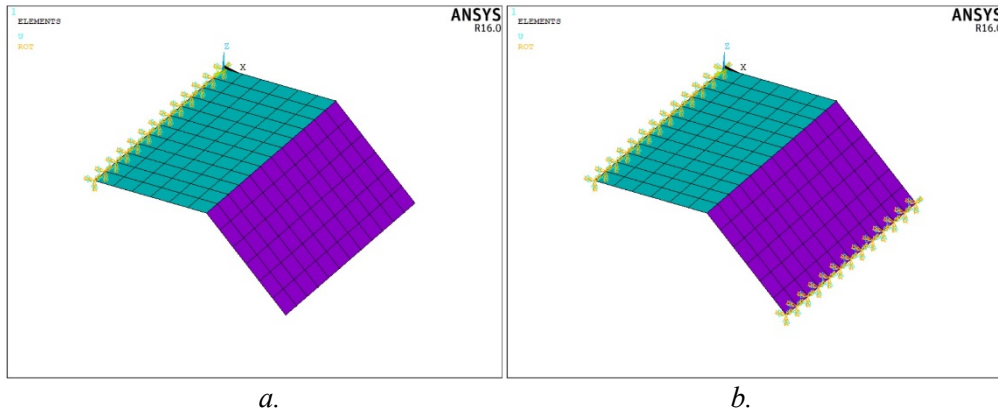 1
ELEMENTS
U
ROT
ANSYS
R16.0
Z
X
1
ELEMENTS
U
ROT
ANSYS
R16.0
Z
X
a.
b.